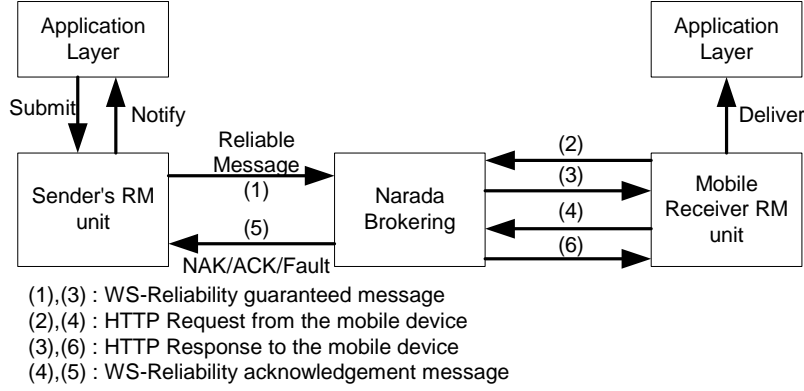 Application
Layer
Application
Layer
Submit
Notify
Deliver
Sender's RM
unit
Reliable
Message
(1)
(5)
NAK/ACK/Fault
Narada
Brokering
(2)
(3)
(4)
(6)
Mobile
Receiver RM
unit
(1),(3) : WS-Reliability guaranteed message
(2),(4) : HTTP Request from the mobile device
(3),(6) : HTTP Response to the mobile device
(4),(5) : WS-Reliability acknowledgement message